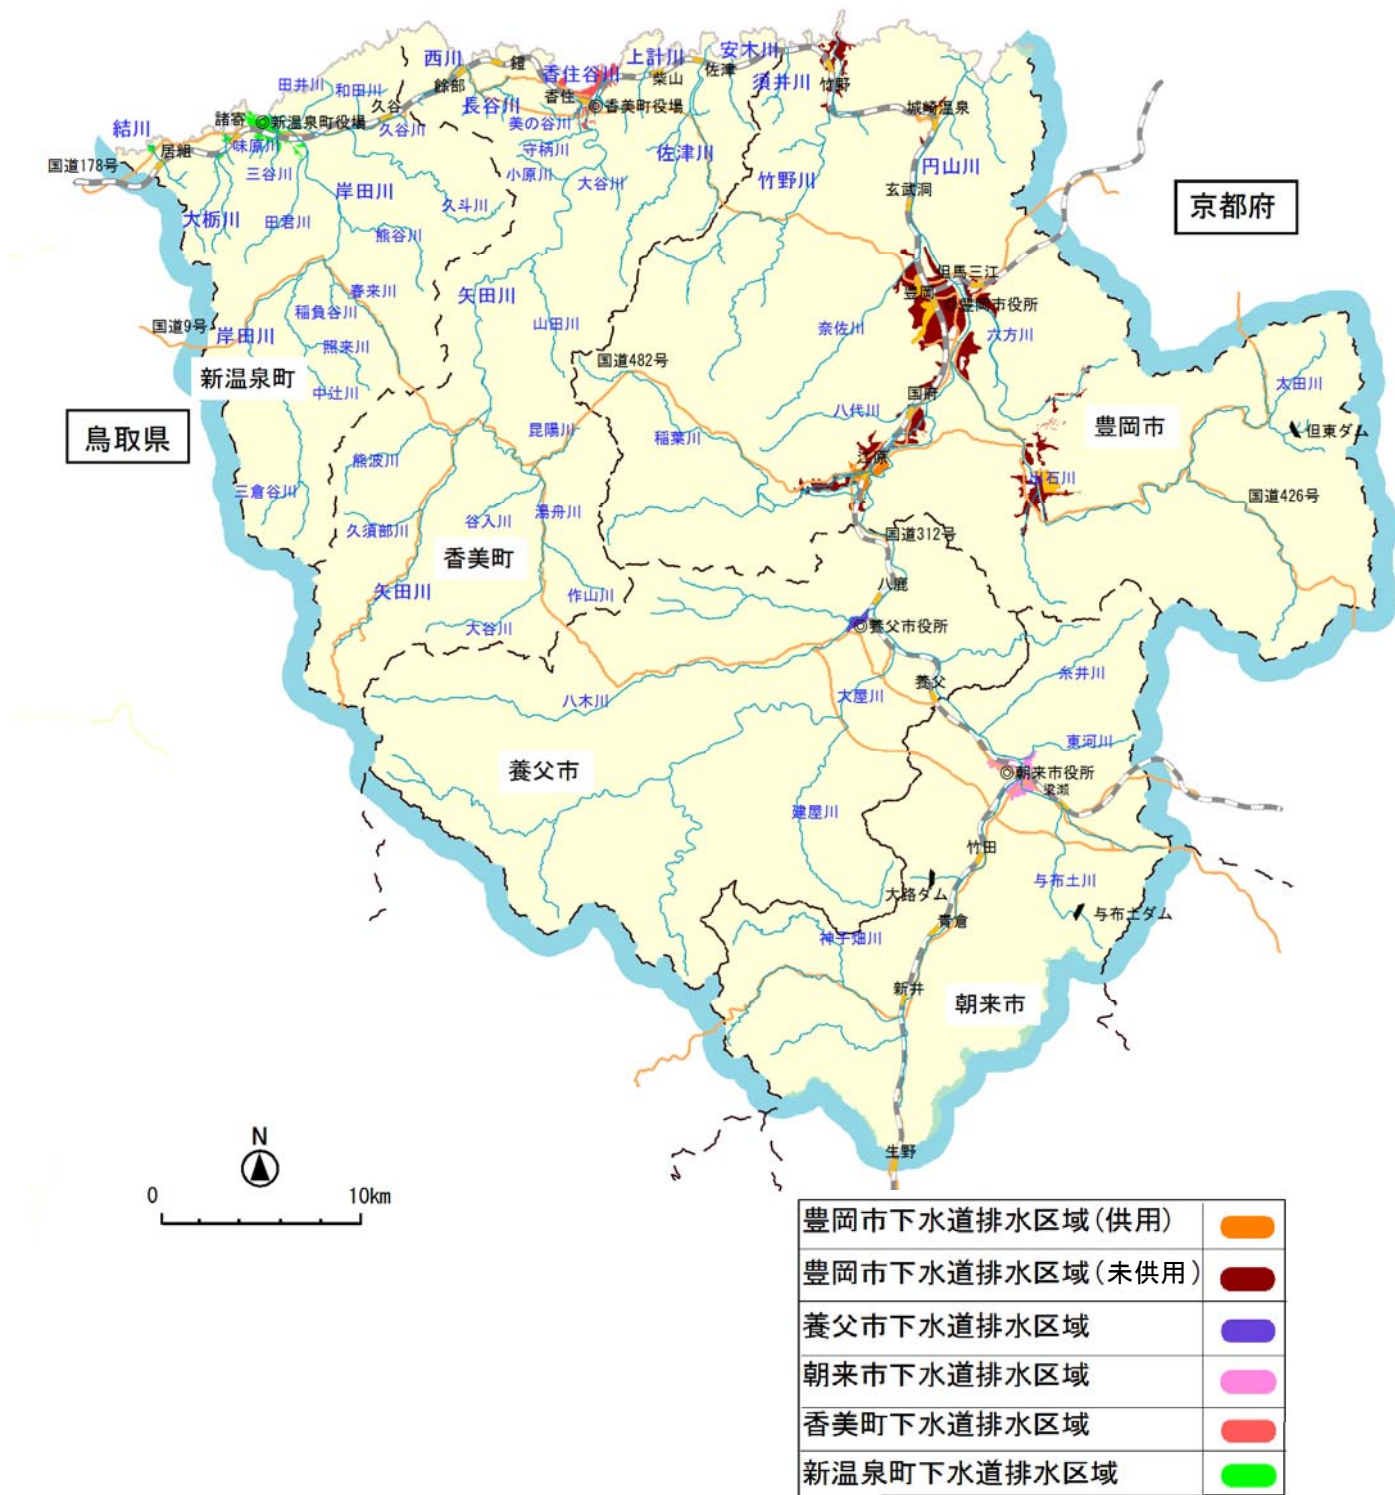 西川
鎧
上計川
安木川
香住谷川
柴山
佐津
須井川
竹野
田井川
和田川
久谷
餘部
長谷川
香住
◎香美町役場
城崎温泉
諸寄
◎新温泉町役場
久谷川
美の谷川
結川
味原川
守柄川
佐津川
円山川
国道178号
居組
三谷川
小原川
大谷川
竹野川
玄武洞
岸田川
久斗川
大栃川
田君川
熊谷川
京都府
春来川
矢田川
但馬三江
稲負谷川
山田川
豊岡
豊岡市役所
国道9号
岸田川
奈佐川
六方川
照来川
国道482号
新温泉町
中辻川
国府
太田川
鳥取県
昆陽川
稲葉川
八代川
豊岡市
但東ダム
熊波川
江原
三倉谷川
出石川
国道426号
久須部川
谷入川
湯舟川
国道312号
香美町
矢田川
作山川
八鹿
大谷川
◎養父市役所
八木川
大屋川
養父
糸井川
東河川
養父市
◎朝来市役所
梁瀬
建屋川
竹田
大路ダム
与布土川
青倉
与布土ダム
神子畑川
新井
朝来市
生野
N
0
10km
豊岡市下水道排水区域(供用)
豊岡市下水道排水区域(未供用)
養父市下水道排水区域
朝来市下水道排水区域
香美町下水道排水区域
新温泉町下水道排水区域